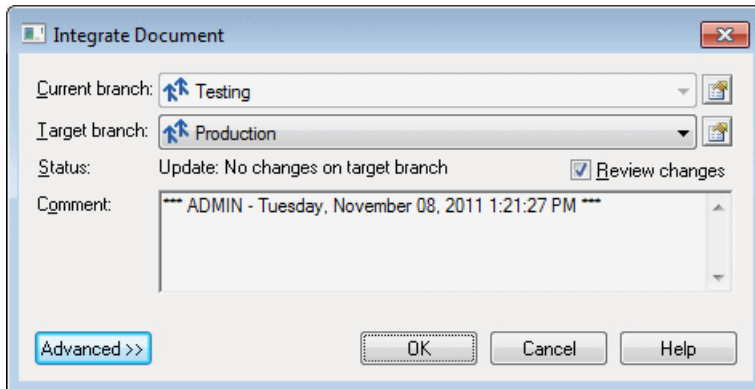 Integrate Document
Current branch: Testing
Target branch: Production
Status: Update: No changes on target branch Review changes
Comment: *** ADMIN - Tuesday, November 08, 2011 1:21:27 PM ***
Advanced >> OK Cancel Help